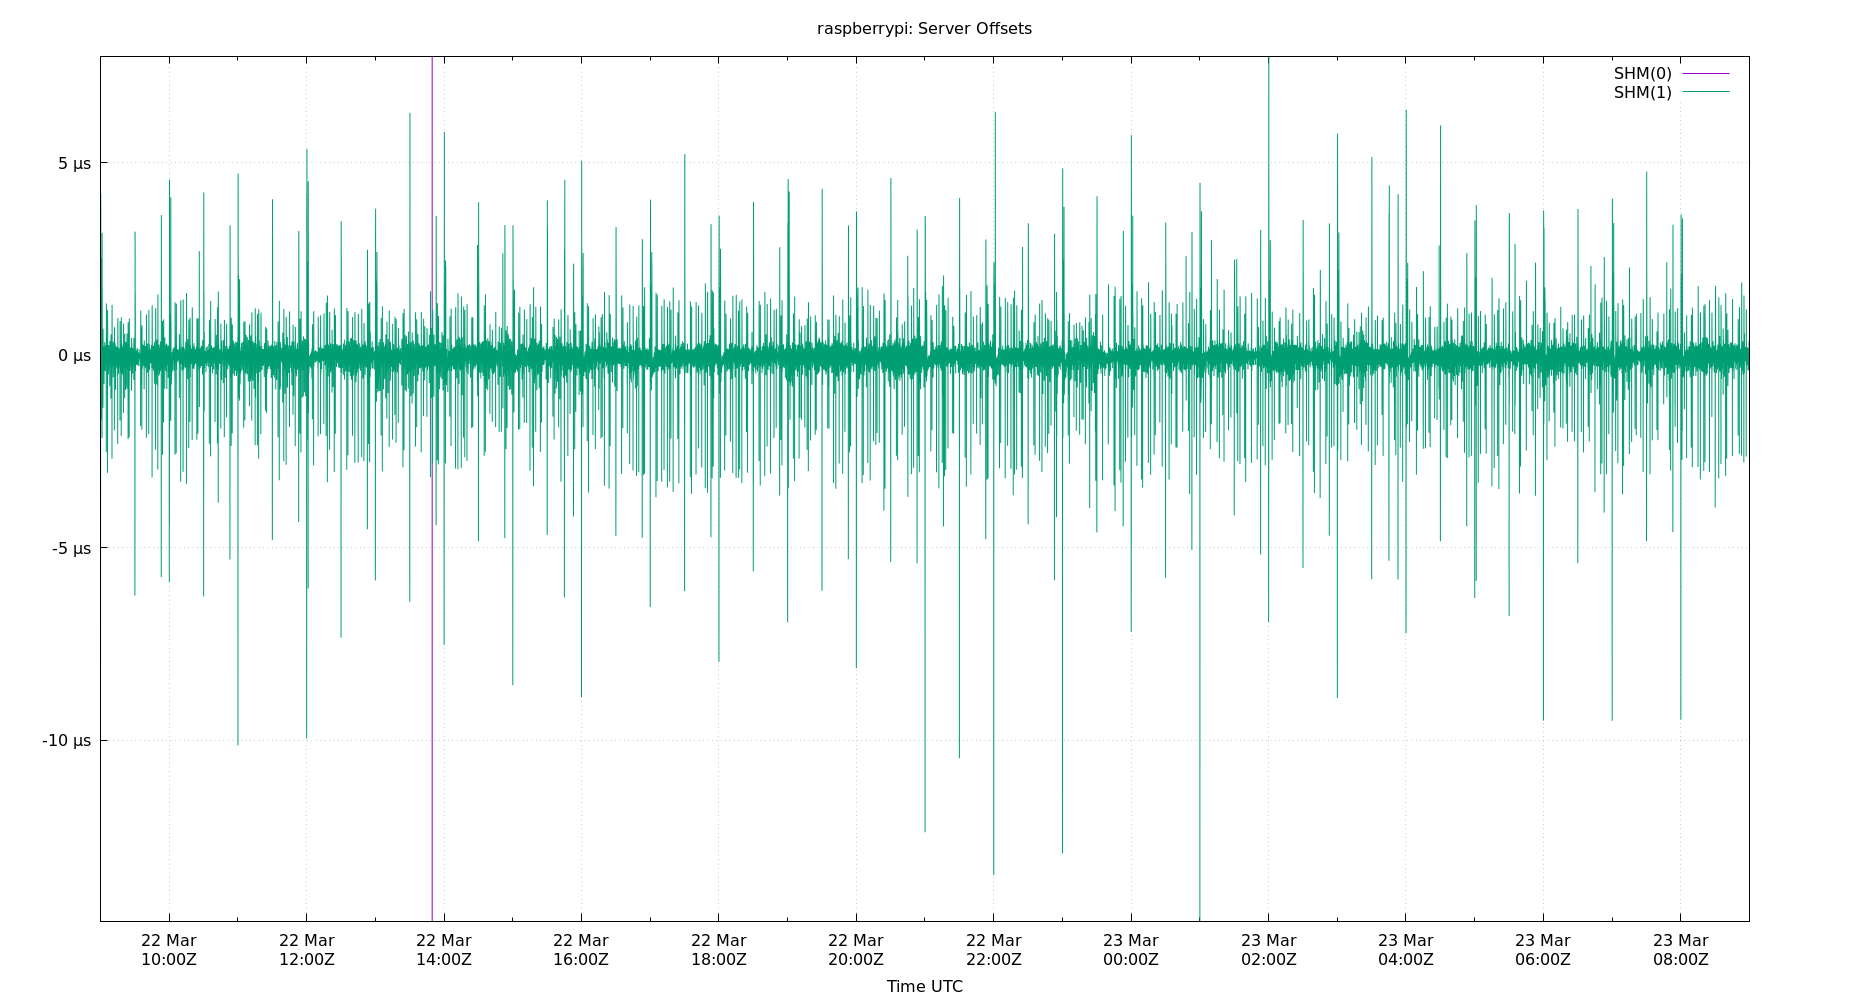 raspberrypi: Server Offsets
SHM(0)
SHM(1)
5 µs
0 µs
-5 µs
-10 µs
22 Mar 22 Mar 22 Mar 22 Mar 22 Mar 22 Mar 22 Mar 23 Mar 23 Mar 23 Mar 23 Mar 23 Mar
10:00Z 12:00Z 14:00Z 16:00Z 18:00Z 20:00Z 22:00Z 00:00Z 02:00Z 04:00Z 06:00Z 08:00Z
Time UTC